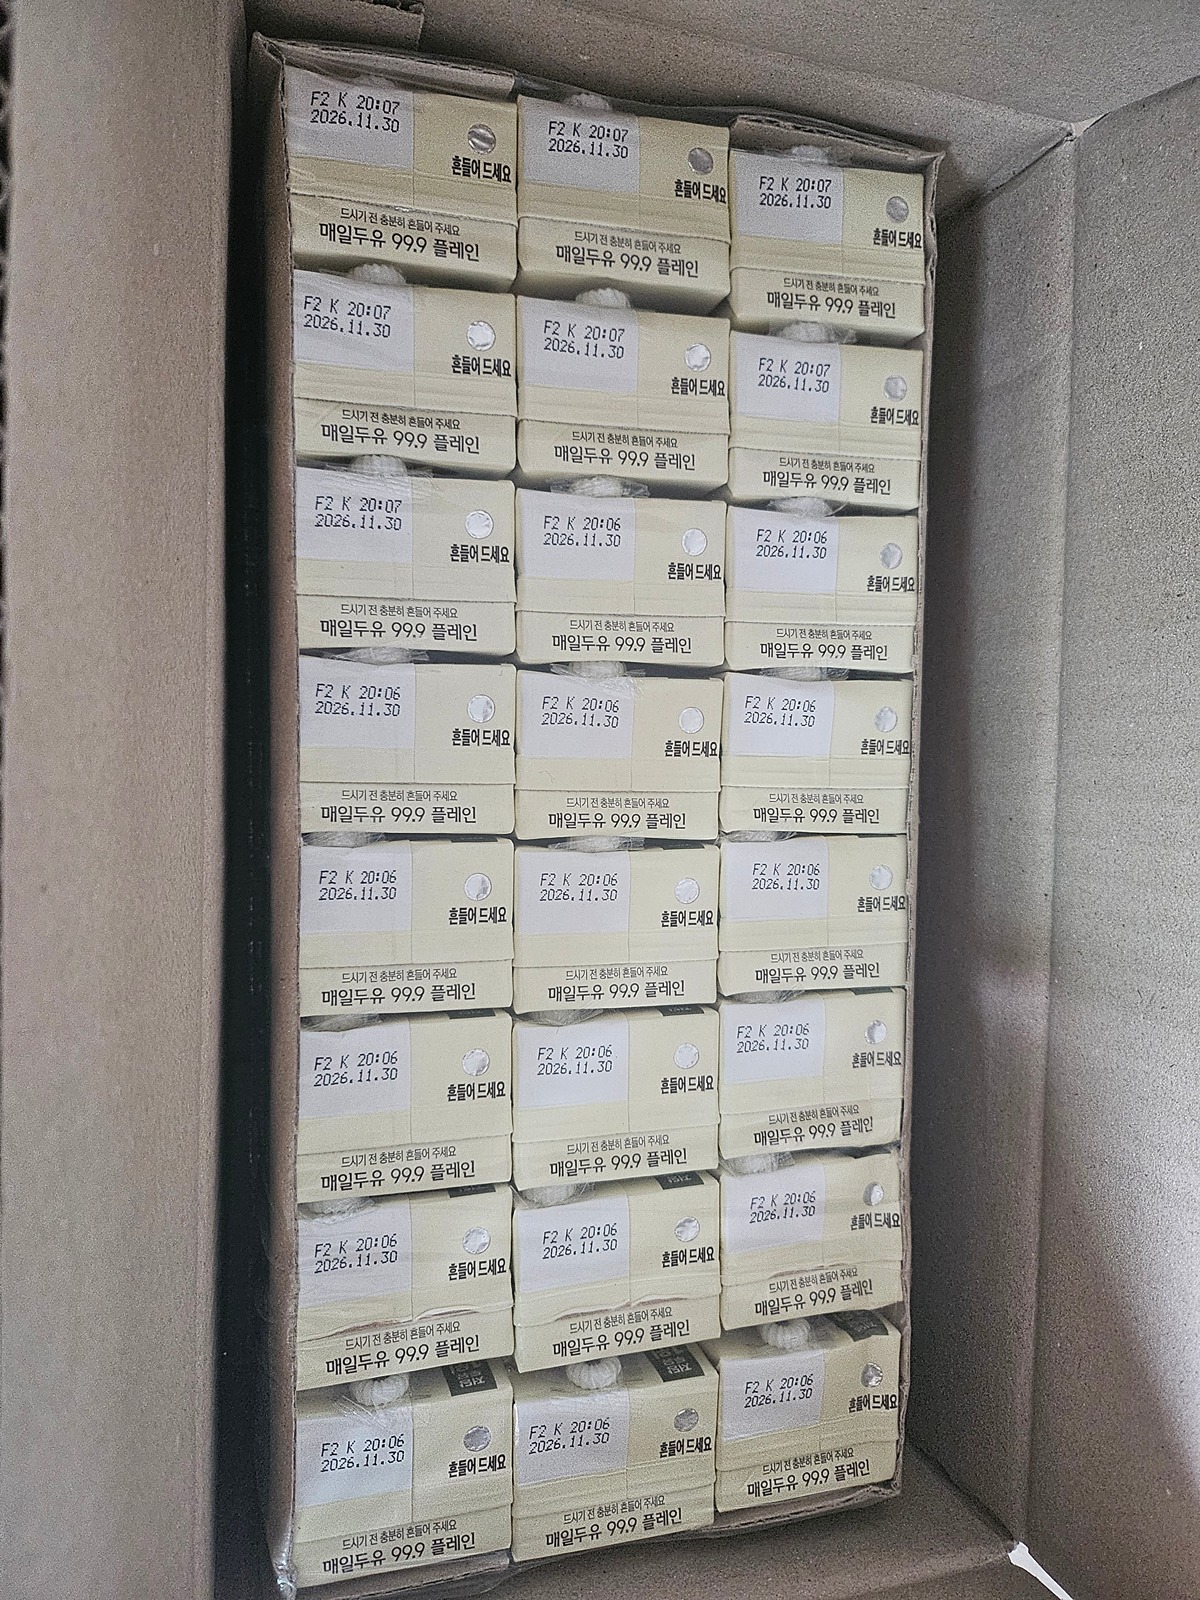 F2 K 20:07
2026.11.30
흔들어 드세요
드시기 전 충분히 흔들어 주세요
매일두유 99.9 플레인
F2 K 20:07
2026.11.30
흔들어 드세요
드시기 전 충분히 흔들어 주세요
매일두유 99.9 플레인
F2 K 20:07
2026.11.30
흔들어 드세요
드시기 전 충분히 흔들어 주세요
매일두유 99.9 플레인
F2 K 20:07
2026.11.30
흔들어 드세요
드시기 전 충분히 흔들어 주세요
매일두유 99.9 플레인
F2 K 20:07
2026.11.30
흔들어 드세요
드시기 전 충분히 흔들어 주세요
매일두유 99.9 플레인
F2 K 20:07
2026.11.30
흔들어 드세요
드시기 전 충분히 흔들어 주세요
매일두유 99.9 플레인
F2 K 20:07
2026.11.30
흔들어 드세요
드시기 전 충분히 흔들어 주세요
매일두유 99.9 플레인
F2 K 20:06
2026.11.30
흔들어 드세요
드시기 전 충분히 흔들어 주세요
매일두유 99.9 플레인
F2 K 20:06
2026.11.30
흔들어 드세요
드시기 전 충분히 흔들어 주세요
매일두유 99.9 플레인
F2 K 20:06
2026.11.30
흔들어 드세요
드시기 전 충분히 흔들어 주세요
매일두유 99.9 플레인
F2 K 20:06
2026.11.30
흔들어 드세요
드시기 전 충분히 흔들어 주세요
매일두유 99.9 플레인
F2 K 20:06
2026.11.30
흔들어 드세요
드시기 전 충분히 흔들어 주세요
매일두유 99.9 플레인
F2 K 20:06
2026.11.30
흔들어 드세요
드시기 전 충분히 흔들어 주세요
매일두유 99.9 플레인
F2 K 20:06
2026.11.30
흔들어 드세요
드시기 전 충분히 흔들어 주세요
매일두유 99.9 플레인
F2 K 20:06
2026.11.30
흔들어 드세요
드시기 전 충분히 흔들어 주세요
매일두유 99.9 플레인
F2 K 20:06
2026.11.30
흔들어 드세요
드시기 전 충분히 흔들어 주세요
매일두유 99.9 플레인
F2 K 20:06
2026.11.30
흔들어 드세요
드시기 전 충분히 흔들어 주세요
매일두유 99.9 플레인
F2 K 20:06
2026.11.30
흔들어 드세요
드시기 전 충분히 흔들어 주세요
매일두유 99.9 플레인
F2 K 20:06
2026.11.30
흔들어 드세요
드시기 전 충분히 흔들어 주세요
매일두유 99.9 플레인
F2 K 20:06
2026.11.30
흔들어 드세요
드시기 전 충분히 흔들어 주세요
매일두유 99.9 플레인
F2 K 20:06
2026.11.30
흔들어 드세요
드시기 전 충분히 흔들어 주세요
매일두유 99.9 플레인
F2 K 20:06
2026.11.30
흔들어 드세요
드시기 전 충분히 흔들어 주세요
매일두유 99.9 플레인
F2 K 20:06
2026.11.30
흔들어 드세요
드시기 전 충분히 흔들어 주세요
매일두유 99.9 플레인
F2 K 20:06
2026.11.30
흔들어 드세요
드시기 전 충분히 흔들어 주세요
매일두유 99.9 플레인